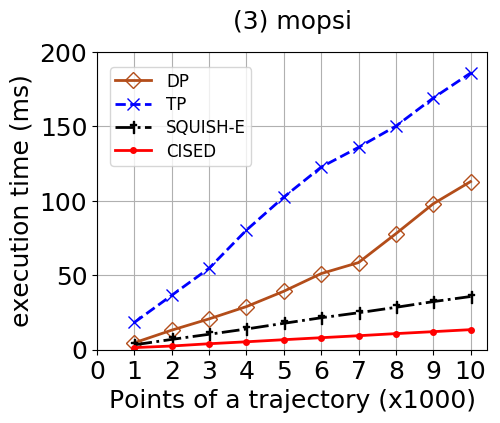 (3) mopsi
execution time (ms)
200
150
100
50
0
DP
TP
SQUISH-E
CISED
0 1 2 3 4 5 6 7 8 9 10
Points of a trajectory (x1000)